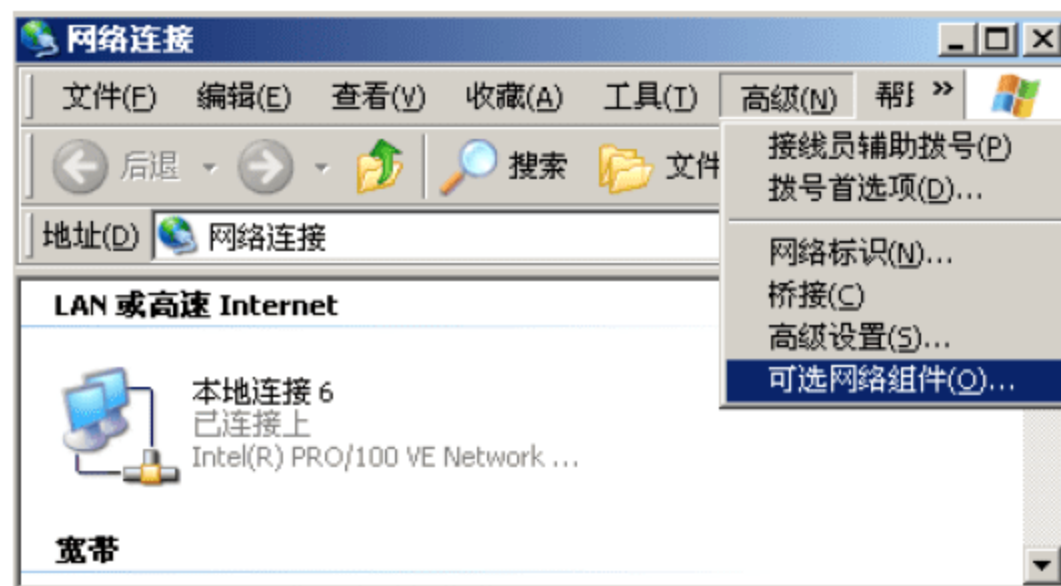 网络连接
文件(F) 编辑(E) 查看(V) 收藏(A) 工具(T) 高级(N) »
接线员辅助拨号(P)
后退 搜索 文件
拨号首选项(D)...
地址(D) 网络连接
网络标识(N)...
桥接(C)
高级设置(S)...
可选网络组件(O)...
LAN 或高速 Internet
本地连接 6
已连接上
Intel(R) PRO/100 VE Network ...
宽带